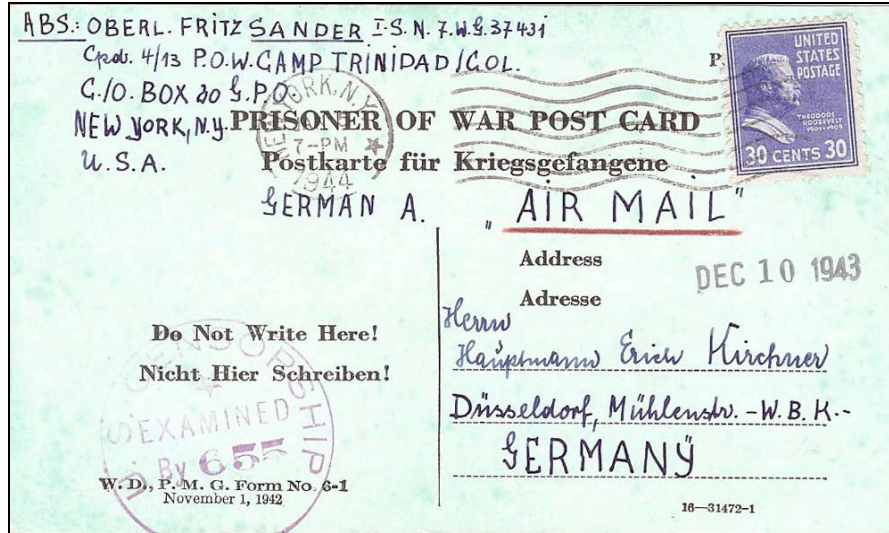 ABS.: OBERL. FRITZ SANDER I.S.N. 7.W.G. 37431
Cpd. 4/13 P.O.W. CAMP TRINIDAD/COL.
C./O. BOX 20 G.P.O.
NEW YORK, N.Y.
U.S.A.
UNITED
STATES
POSTAGE
THEODORE
ROOSEVELT
1901-1909
30 CENTS 30
YORK, N.Y.
7-PM
1944
PRISONER OF WAR POST CARD
Postkarte für Kriegsgefangene
GERMAN A.
"AIR MAIL"
Address
Adresse
DEC 10 1943
Herrn
Hauptmann Erich Kirchner
Düsseldorf, Mühlenstr. - W.B.K. -
GERMANY
Do Not Write Here!
Nicht Hier Schreiben!
U.S. CENSORSHIP
EXAMINED
By 655
W. D., P. M. G. Form No. 6-1
November 1, 1942
16—31472-1